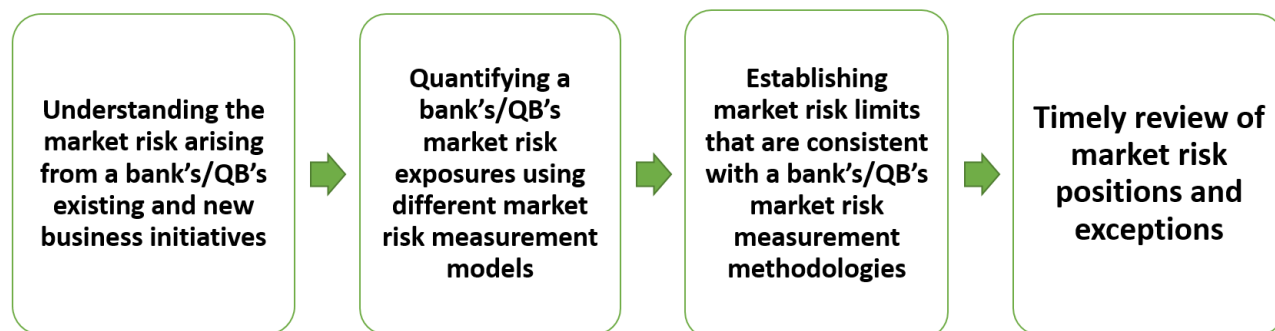 Understanding the
market risk arising
from a bank’s/QB’s
existing and new
business initiatives
Quantifying a
bank’s/QB’s
market risk
exposures using
different market
risk measurement
models
Establishing
market risk limits
that are consistent
with a bank’s/QB’s
market risk
measurement
methodologies
Timely review of
market risk
positions and
exceptions